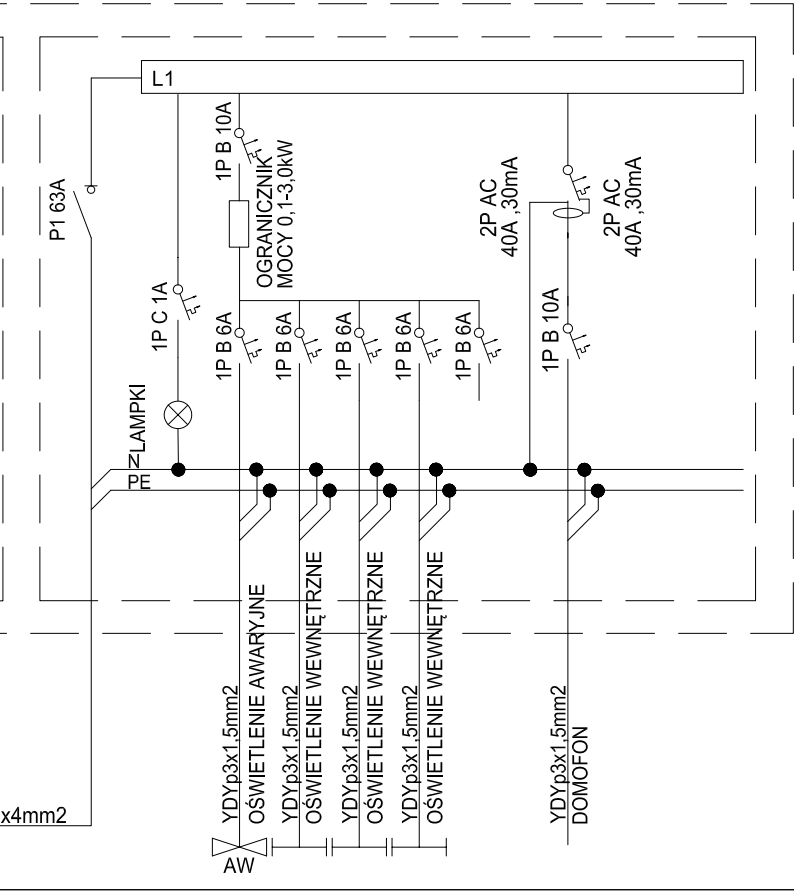 L1
P1 63A
1P C 1A
LAMPKI
1P B 10A
OGRANICZNIK
MOCY 0,1-3,0kW
1P B 6A
1P B 6A
1P B 6A
1P B 6A
1P B 6A
2P AC
40A ,30mA
2P AC
40A ,30mA
1P B 10A
N
PE
YDYp3x1,5mm2
OŚWIETLENIE AWARYJNE
YDYp3x1,5mm2
OŚWIETLENIE WEWNĘTRZNE
YDYp3x1,5mm2
OŚWIETLENIE WEWNĘTRZNE
YDYp3x1,5mm2
OŚWIETLENIE WEWNĘTRZNE
YDYp3x1,5mm2
DOMOFON
x4mm2
AW